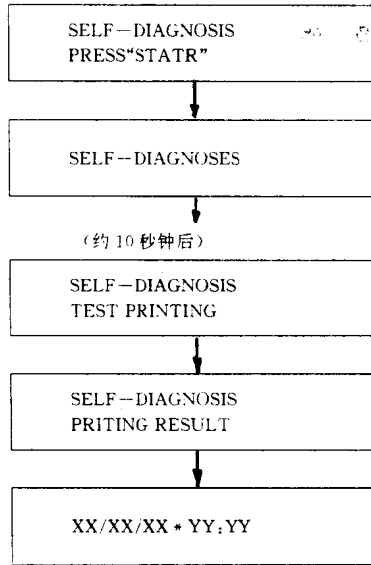 SELF-DIAGNOSIS
PRESS“STATR”
SELF-DIAGNOSES
(约10秒钟后)
SELF-DIAGNOSIS
TEST PRINTING
SELF-DIAGNOSIS
PRITING RESULT
XX/XX/XX * YY:YY